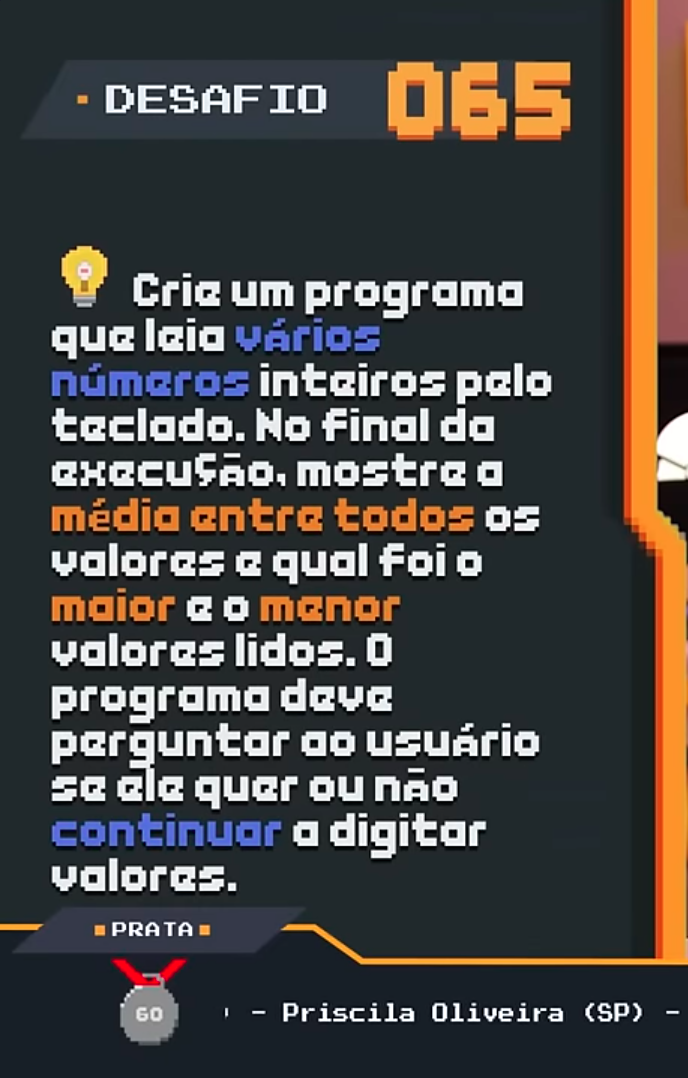 DESAFIO 065
Crie um programa
que leia vários
números inteiros pelo
teclado. No final da
execução, mostre a
média entre todos os
valores e qual foi o
maior e o menor
valores lidos. O
programa deve
perguntar ao usuário
se ele quer ou não
continuar a digitar
valores.
PRATA
60
- Priscila Oliveira (SP) -